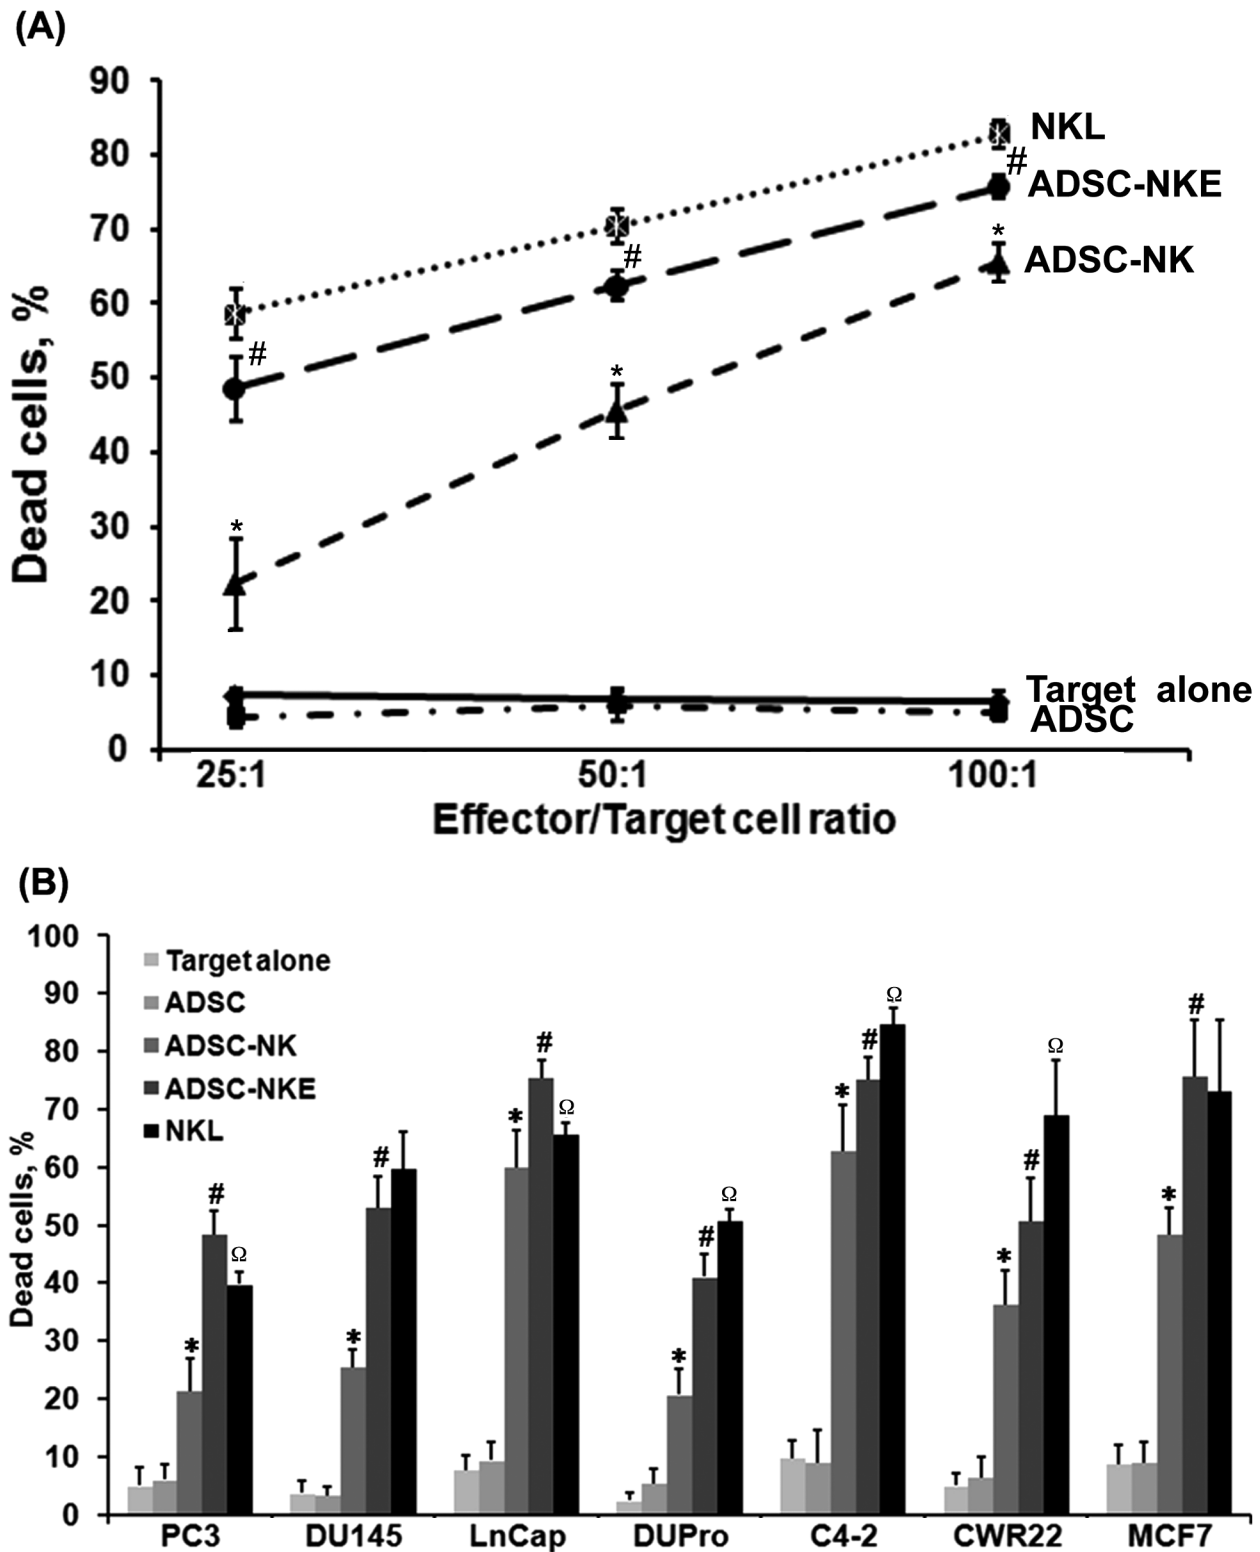 (A)
90
80
70
60
50
40
30
20
10
0
Dead cells, %
NKL
#
ADSC-NKE
*
ADSC-NK
#
*
#
*
Target alone
ADSC
25:1 50:1 100:1
Effector/Target cell ratio
(B)
100
90
80
70
60
50
40
30
20
10
0
Dead cells, %
Target alone
ADSC
ADSC-NK
ADSC-NKE
NKL
* # Ω
* #
* # Ω
* # Ω
* # Ω
* # Ω
* #
PC3 DU145 LnCap DUPro C4-2 CWR22 MCF7